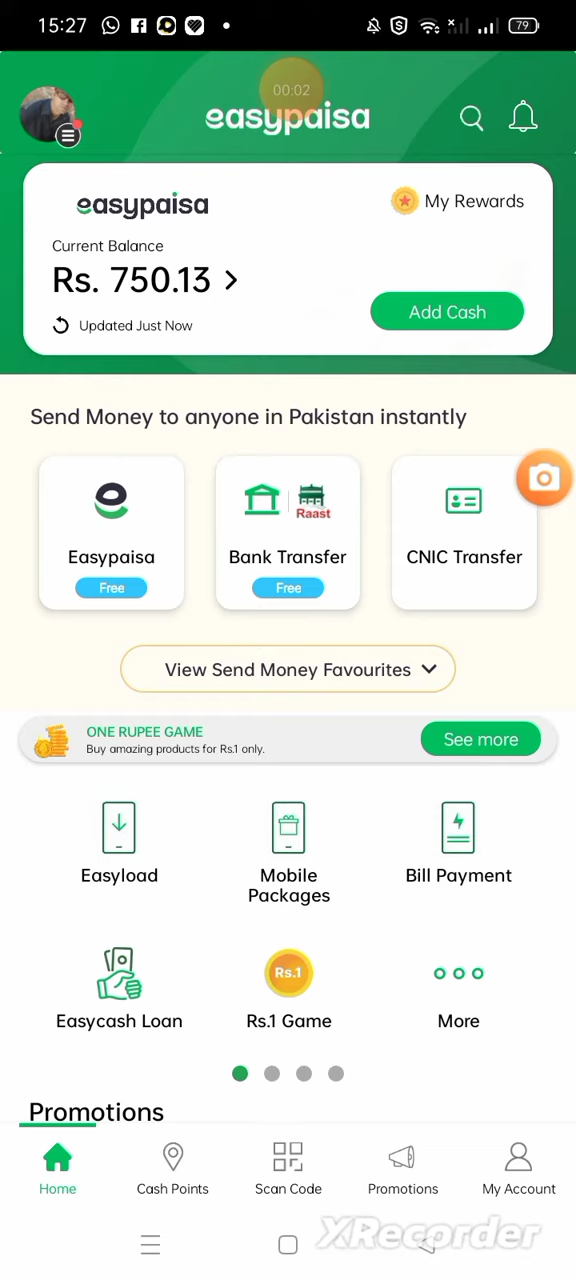 15:27
79
00:02
easypaisa
easypaisa
My Rewards
Current Balance
Rs. 750.13
Updated Just Now
Add Cash
Send Money to anyone in Pakistan instantly
Raast
Easypaisa
Bank Transfer
CNIC Transfer
Free
Free
View Send Money Favourites
ONE RUPEE GAME
Buy amazing products for Rs.1 only.
See more
Easyload
Mobile
Packages
Bill Payment
Rs.1
Easycash Loan
Rs.1 Game
More
Promotions
Home
Cash Points
Scan Code
Promotions
My Account
XRecorder